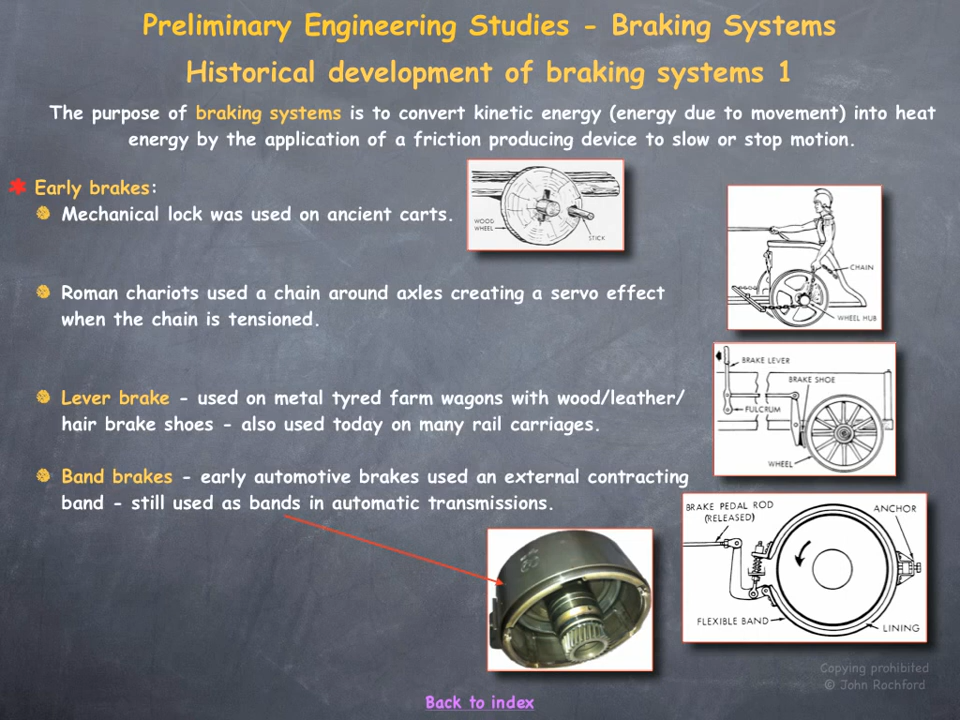 Preliminary Engineering Studies - Braking Systems
Historical development of braking systems 1
The purpose of braking systems is to convert kinetic energy (energy due to movement) into heat
energy by the application of a friction producing device to slow or stop motion.
Early brakes:
Mechanical lock was used on ancient carts.
WOOD
WHEEL
STICK
CHAIN
WHEEL HUB
Roman chariots used a chain around axles creating a servo effect
when the chain is tensioned.
BRAKE LEVER
BRAKE SHOE
FULCRUM
WHEEL
Lever brake - used on metal tyred farm wagons with wood/leather/
hair brake shoes - also used today on many rail carriages.
Band brakes - early automotive brakes used an external contracting
band - still used as bands in automatic transmissions.
BRAKE PEDAL ROD
(RELEASED)
ANCHOR
FLEXIBLE BAND
LINING
Copying prohibited
© John Rochford
Back to index